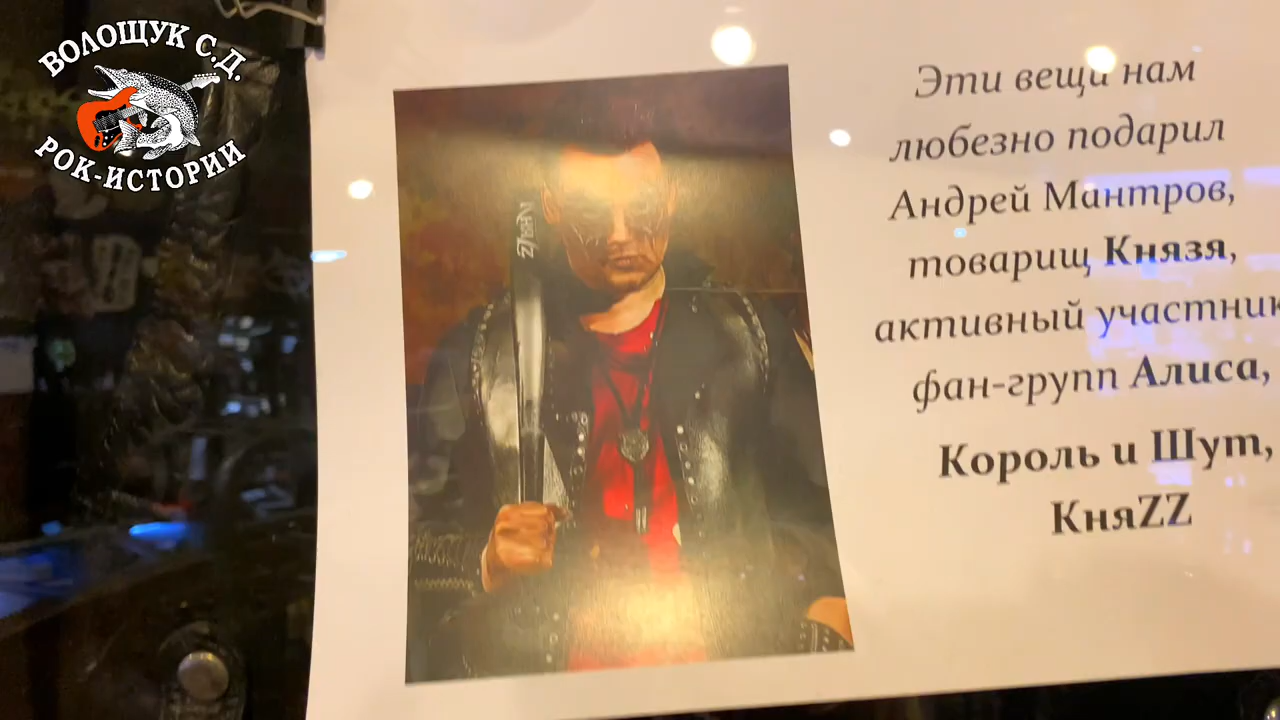 ВОЛОЩУК С.Д.
РОК-ИСТОРИИ
Эти вещи нам
любезно подарил
Андрей Мантров,
товарищ Князя,
активный участник
фан-групп Алиса,
Король и Шут,
КняZZ